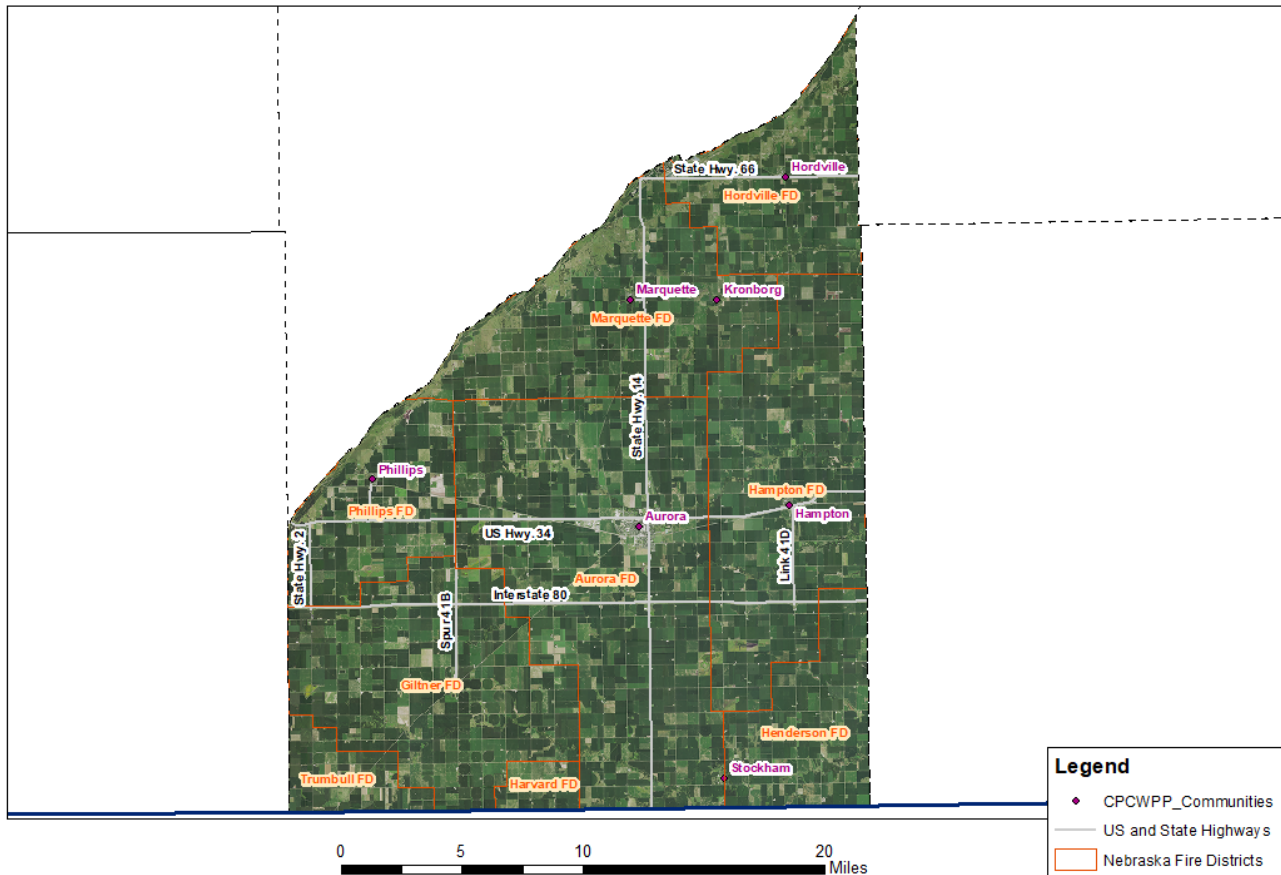 State Hwy. 66
Hordville
Hordville FD
Marquette
Kronborg
Marquette FD
State Hwy. 14
Phillips
Phillips FD
Hampton FD
Hampton
Aurora
US Hwy. 34
State Hwy. 2
Link 41D
Aurora FD
Interstate 80
Spur 41B
Giltner FD
Henderson FD
Stockham
Trumbull FD
Harvard FD
Legend
CPCWPP_Communities
US and State Highways
Nebraska Fire Districts
0 5 10 20
Miles